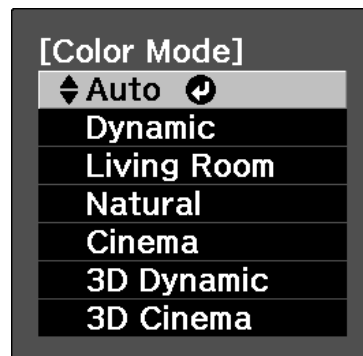 [Color Mode]
Auto
Dynamic
Living Room
Natural
Cinema
3D Dynamic
3D Cinema